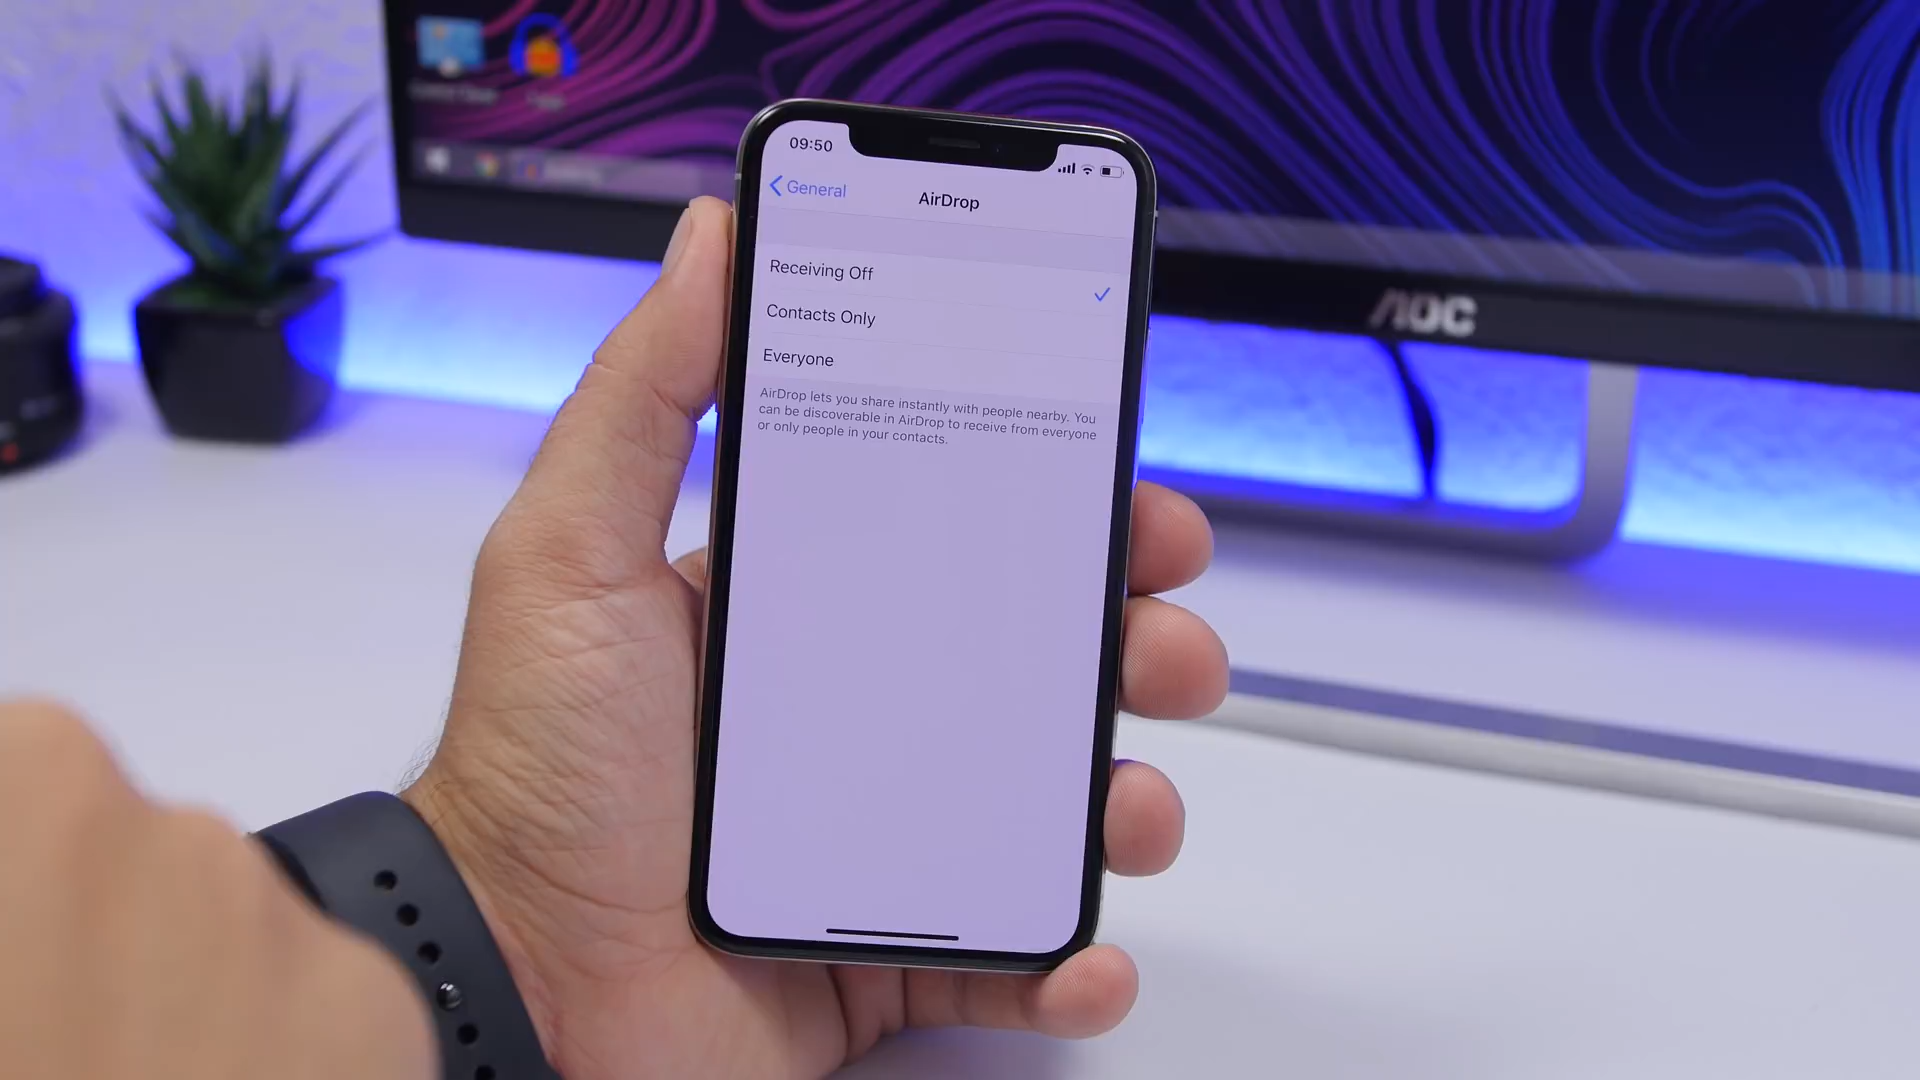 09:50
General
AirDrop
Receiving Off
Contacts Only
Everyone
AirDrop lets you share instantly with people nearby. You
can be discoverable in AirDrop to receive from everyone
or only people in your contacts.
AOC